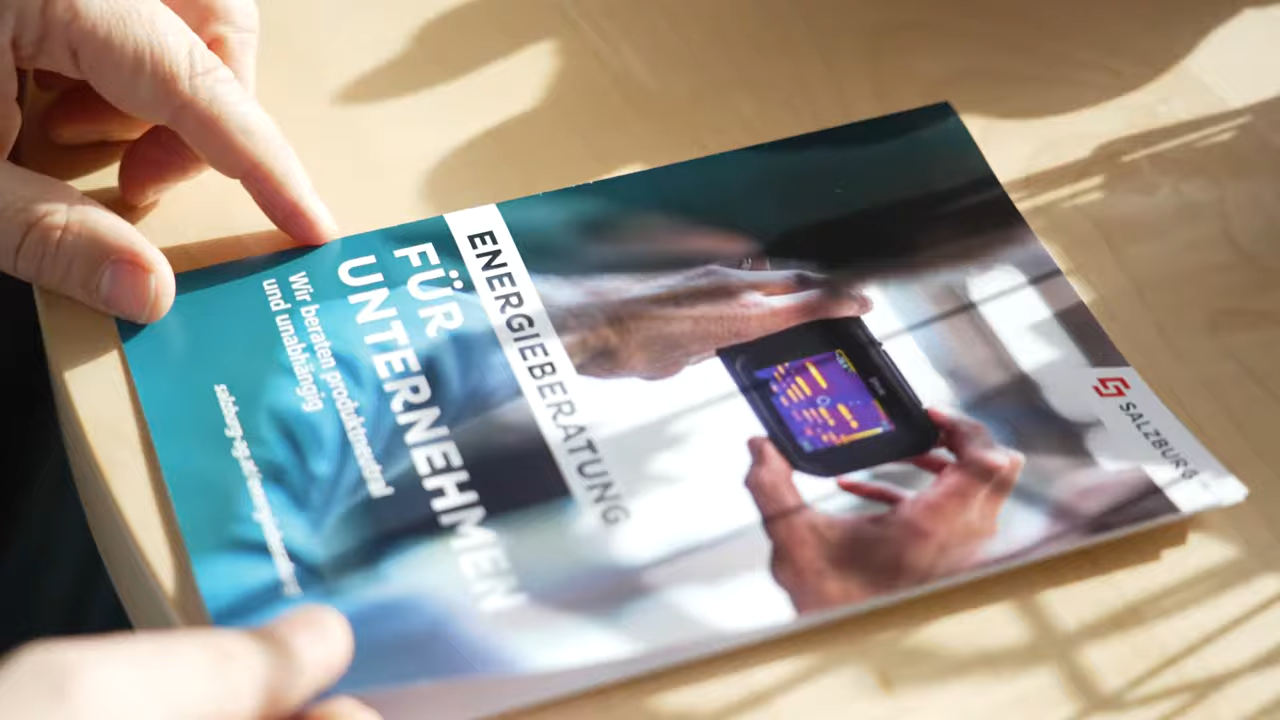 ENERGIEBERATUNG
FÜR
UNTERNEHMEN
Wir beraten produktneutral
und unabhängig
SALZBURG